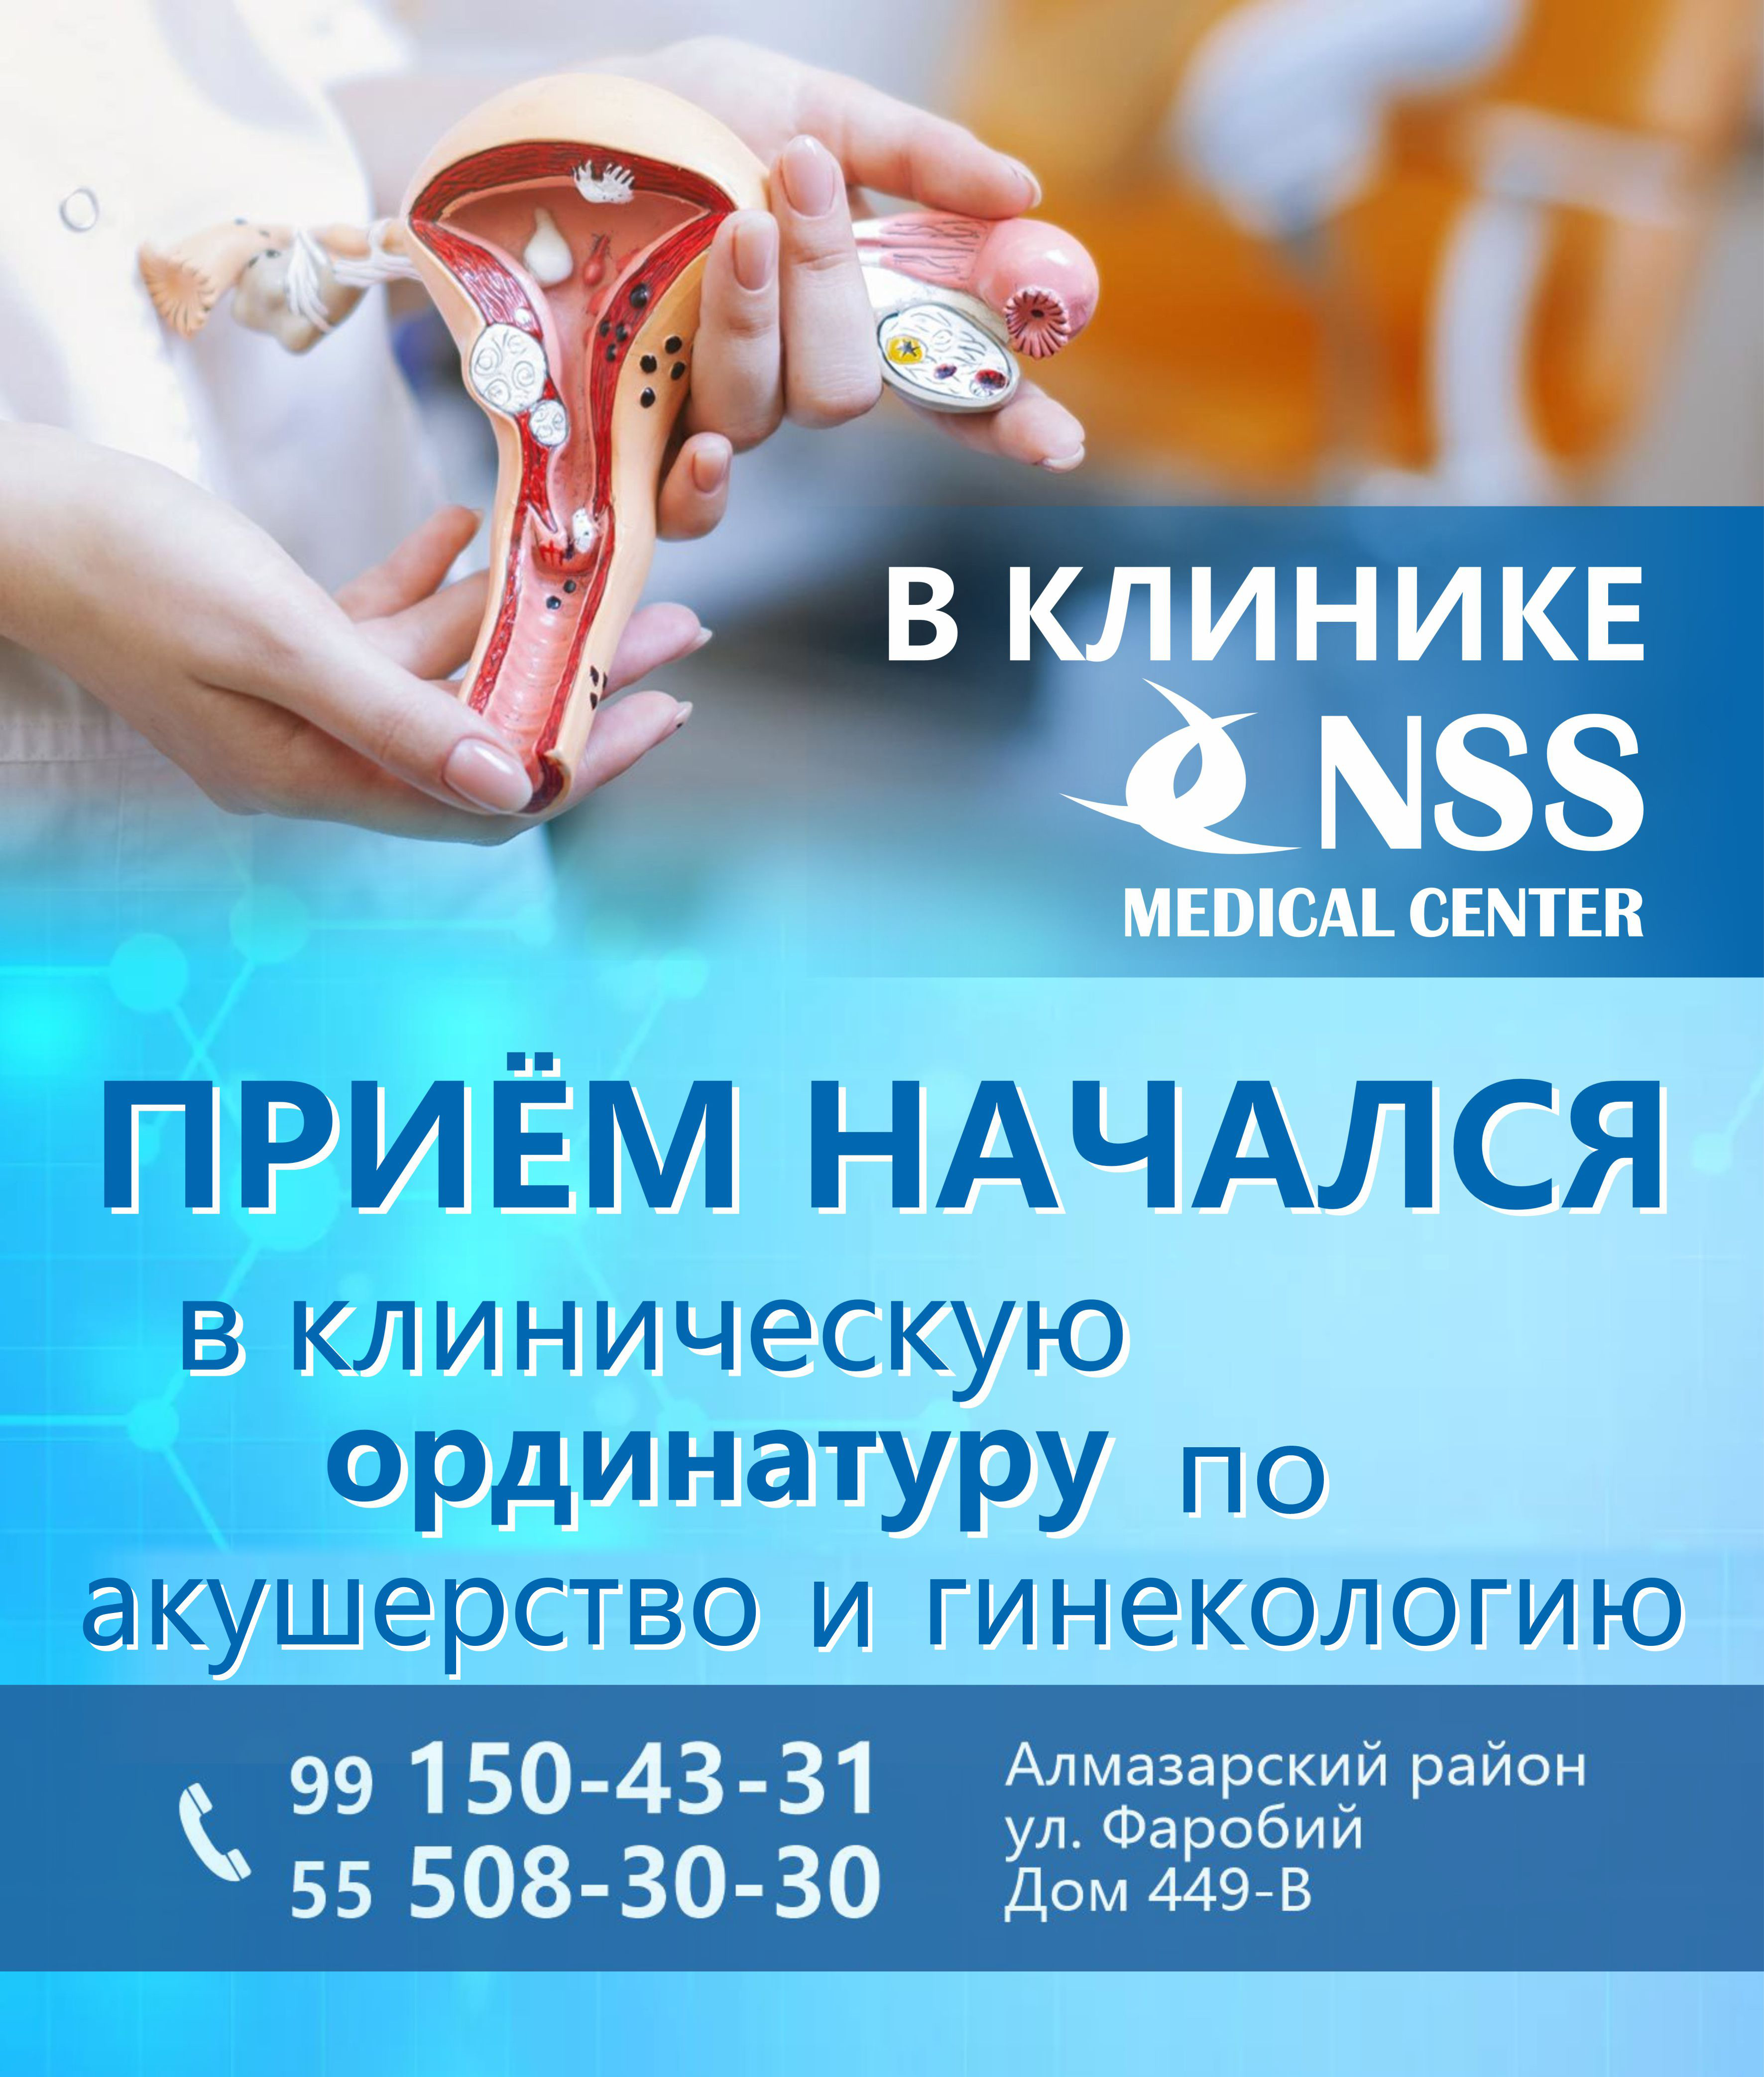 В КЛИНИКЕ
NSS
MEDICAL CENTER
ПРИЁМ НАЧАЛСЯ
в клиническую
ординатуру по
акушерство и гинекологию
99 150-43-31
55 508-30-30
Алмазарский район
ул. Фаробий
Дом 449-В